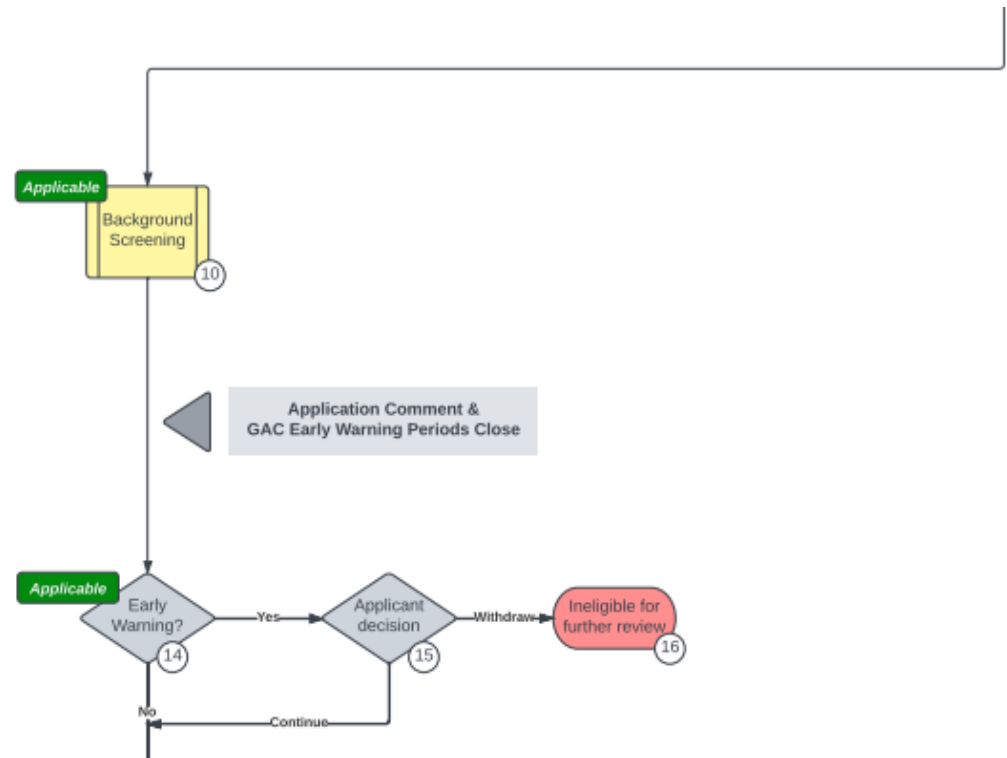 Applicable
Background
Screening
10
Application Comment &
GAC Early Warning Periods Close
Applicable
Early
Warning?
14
Yes
Applicant
decision
15
Withdraw
Ineligible for
further review
16
No
Continue